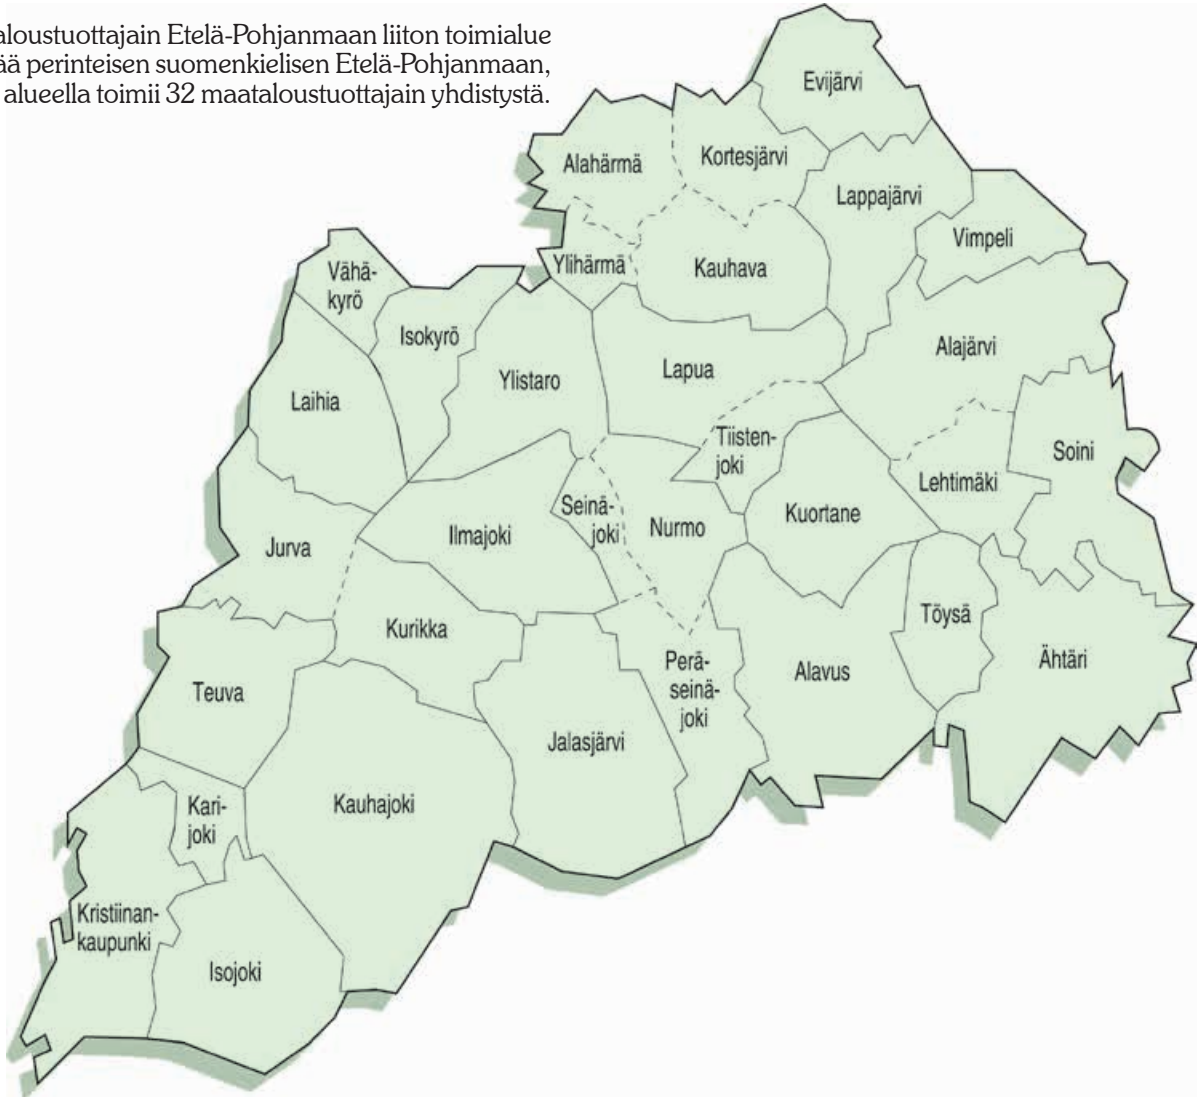 aloustuottajain Etelä-Pohjanmaan liiton toimialue
ää perinteisen suomenkielisen Etelä-Pohjanmaan,
alueella toimii 32 maataloustuottajain yhdistystä.
Evijärvi
Alahärmä
Kortesjärvi
Lappajärvi
Vimpeli
Ylihärmä
Kauhava
Vähä-
kyrö
Isokyrö
Alajärvi
Ylistaro
Lapua
Laihia
Tiisten-
joki
Soini
Lehtimäki
Seinä-
joki
Nurmo
Kuortane
Ilmajoki
Jurva
Kurikka
Töysä
Ähtäri
Alavus
Perä-
seinä-
joki
Teuva
Jalasjärvi
Kauhajoki
Kari-
joki
Kristiinan-
kaupunki
Isojoki